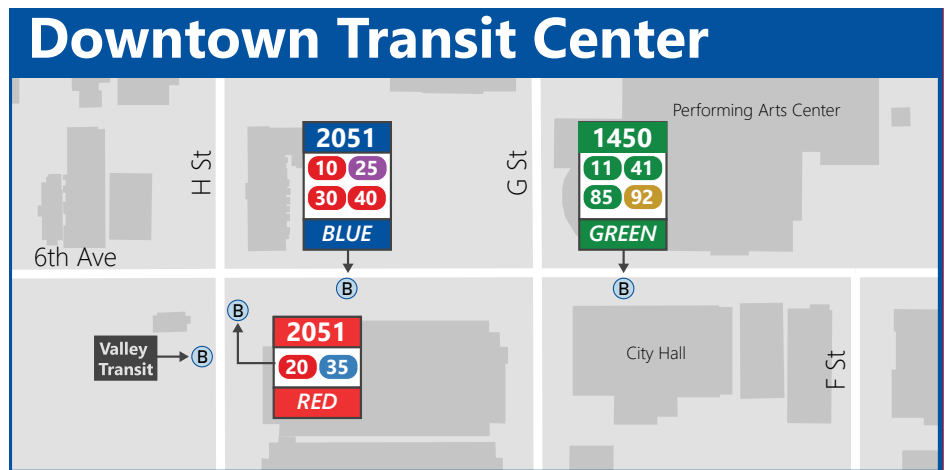 Downtown Transit Center
Performing Arts Center
H St
G St
2051
10 25
30 40
BLUE
B
1450
11 41
85 92
GREEN
B
6th Ave
Valley
Transit
B
B
2051
20 35
RED
City Hall
F St